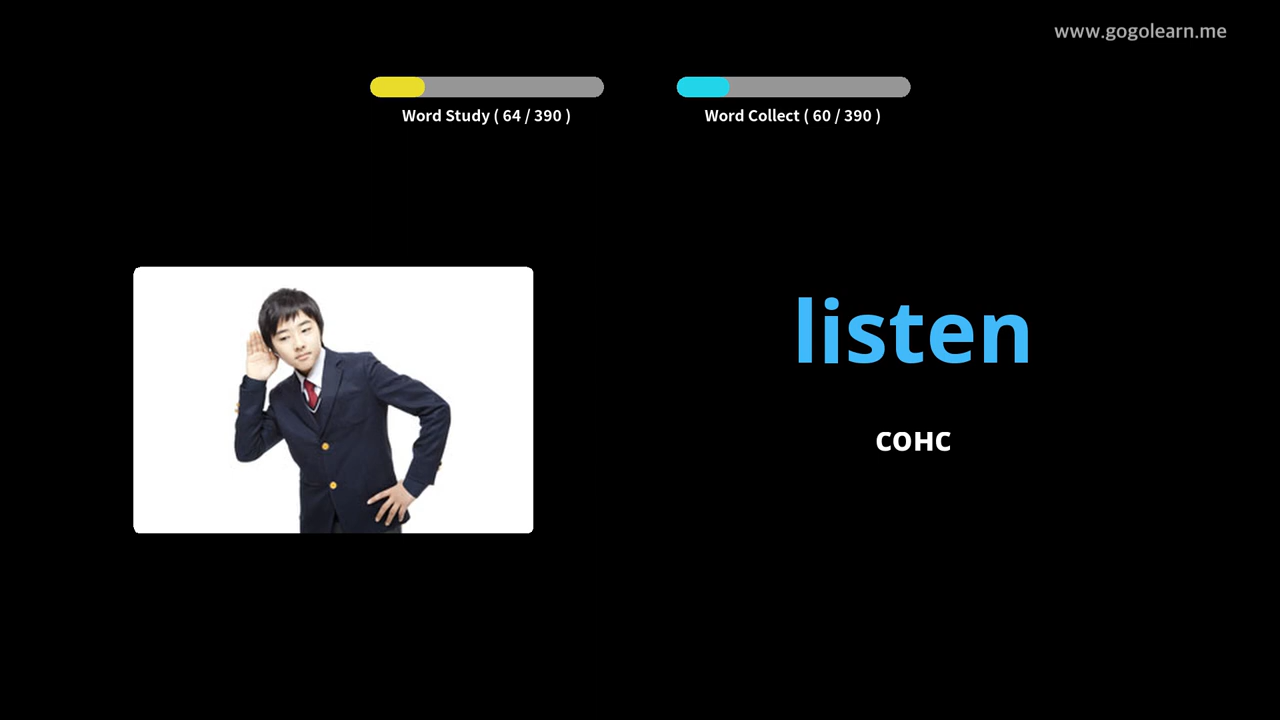 www.gogolearn.me
Word Study ( 64 / 390 )
Word Collect ( 60 / 390 )
listen
сонс